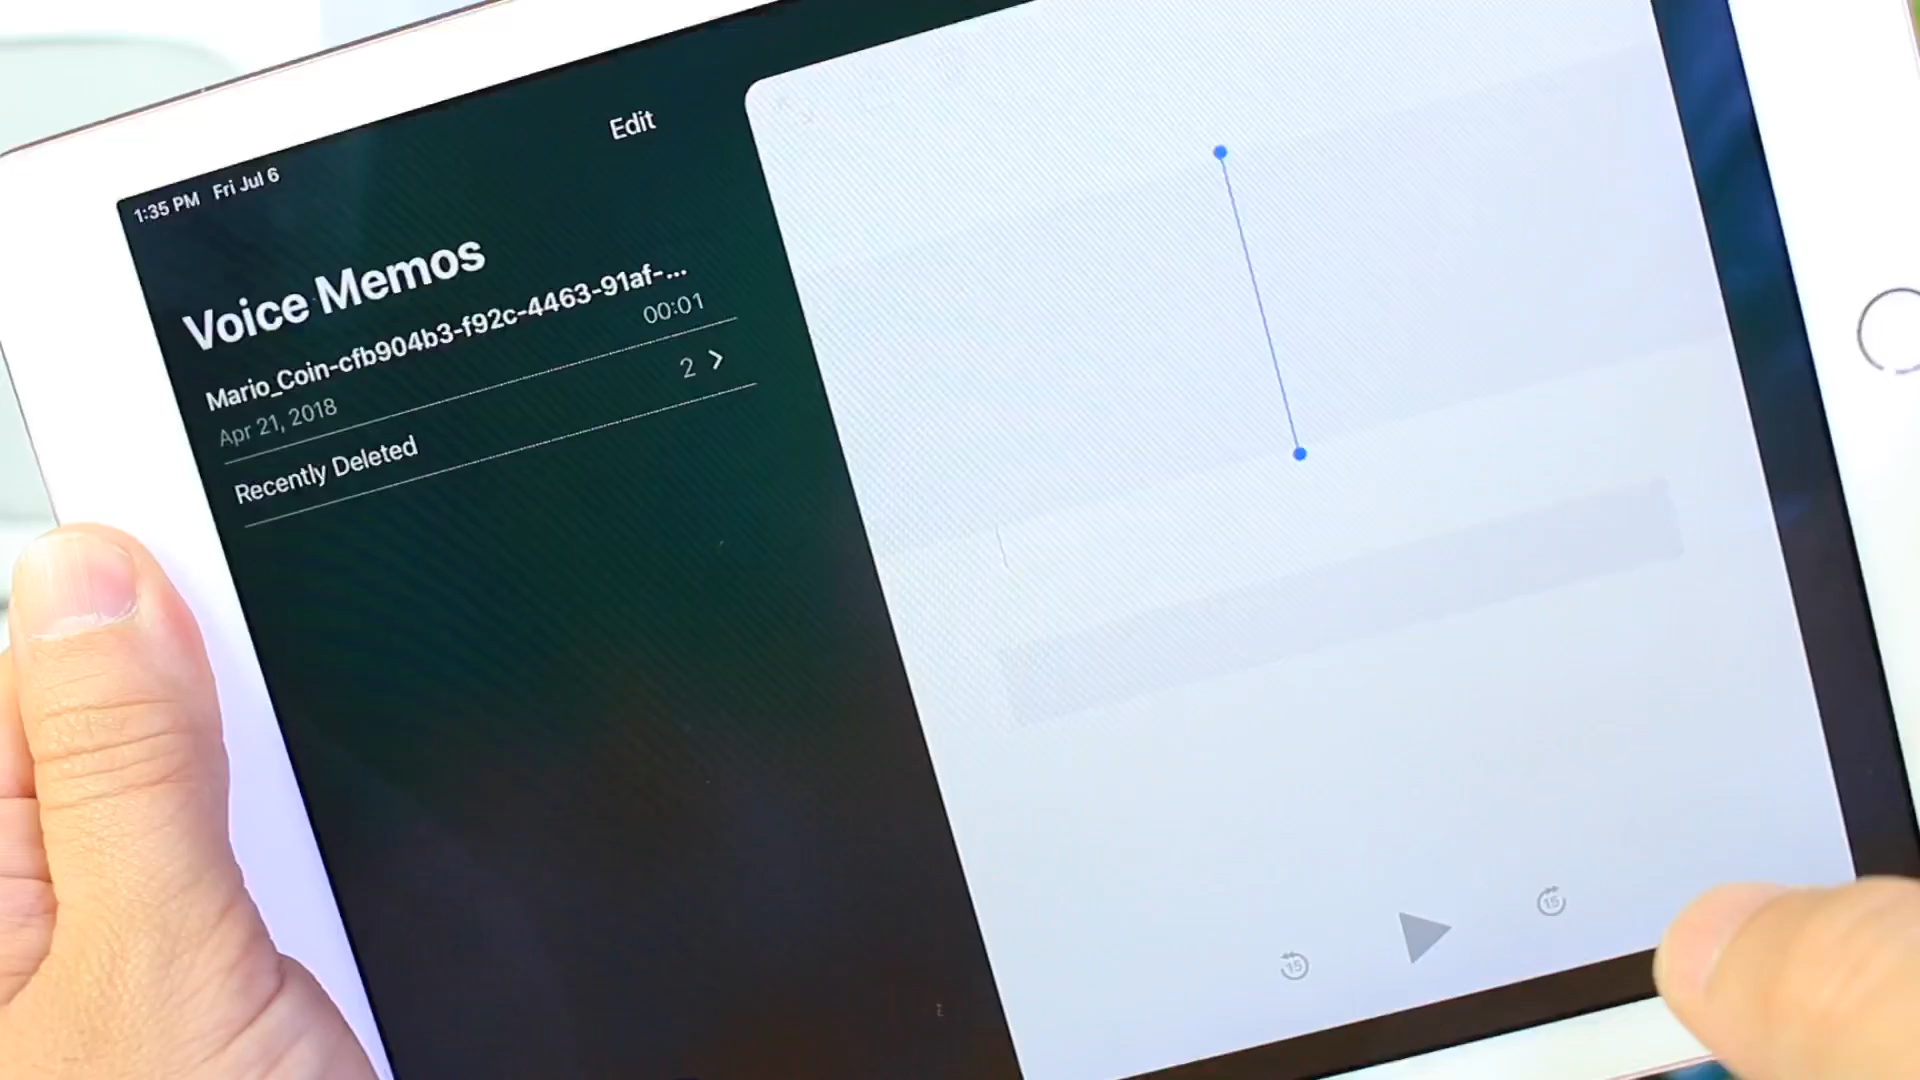 1:35 PM Fri Jul 6
Edit
Voice Memos
Mario_Coin-cfb904b3-f92c-4463-91af-...
Apr 21, 2018
00:01
Recently Deleted
2
15
15